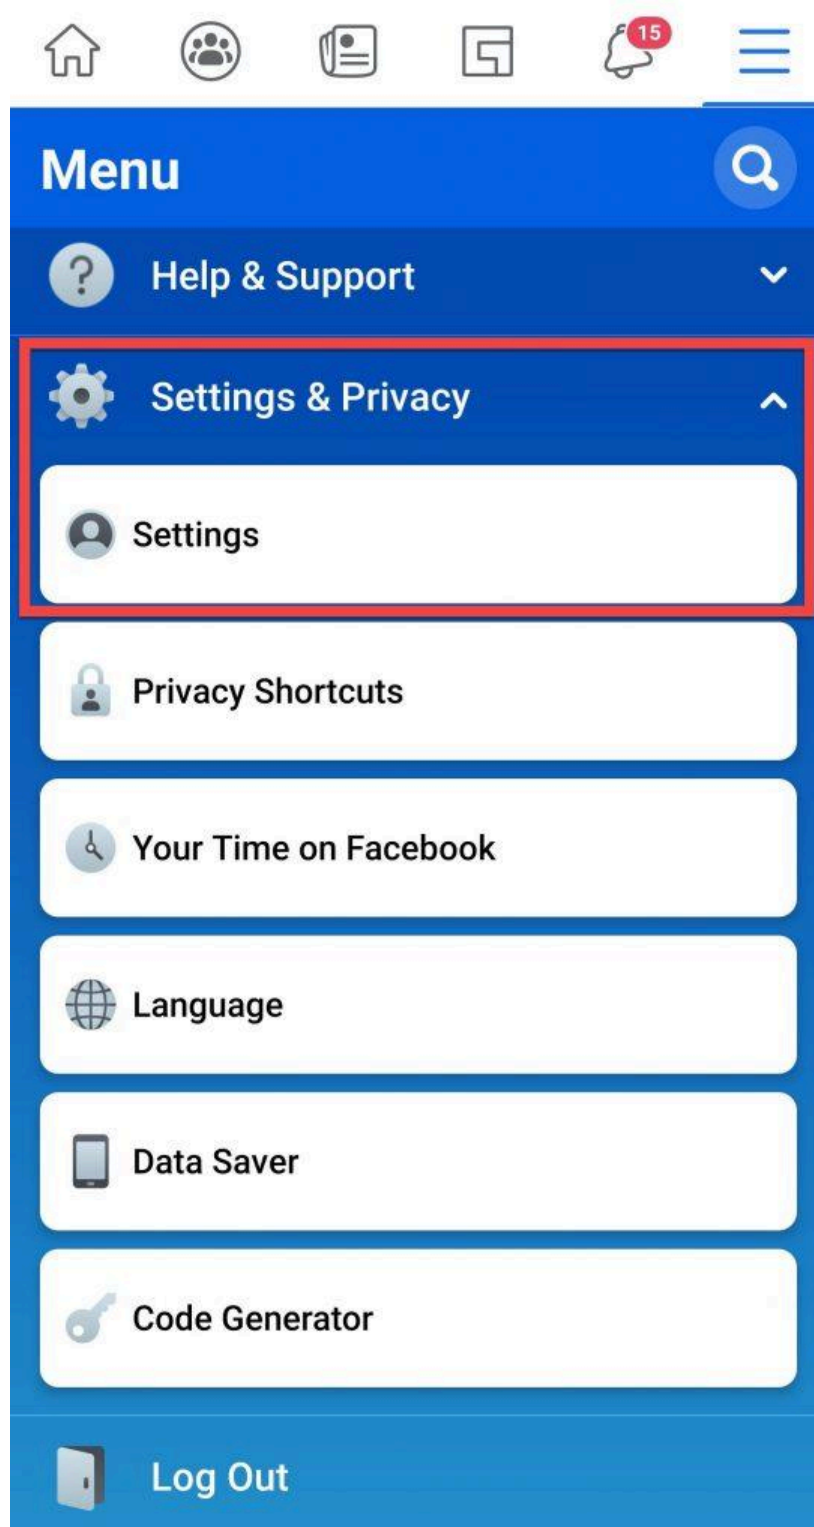 15
Menu
Help & Support
Settings & Privacy
Settings
Privacy Shortcuts
Your Time on Facebook
Language
Data Saver
Code Generator
Log Out